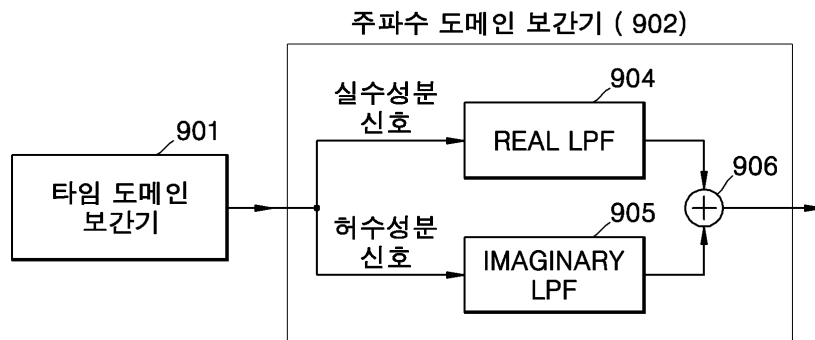 주파수 도메인 보간기 ( 902)
901
타임 도메인
보간기
실수성분
신호
904
REAL LPF
906
허수성분
신호
905
IMAGINARY
LPF